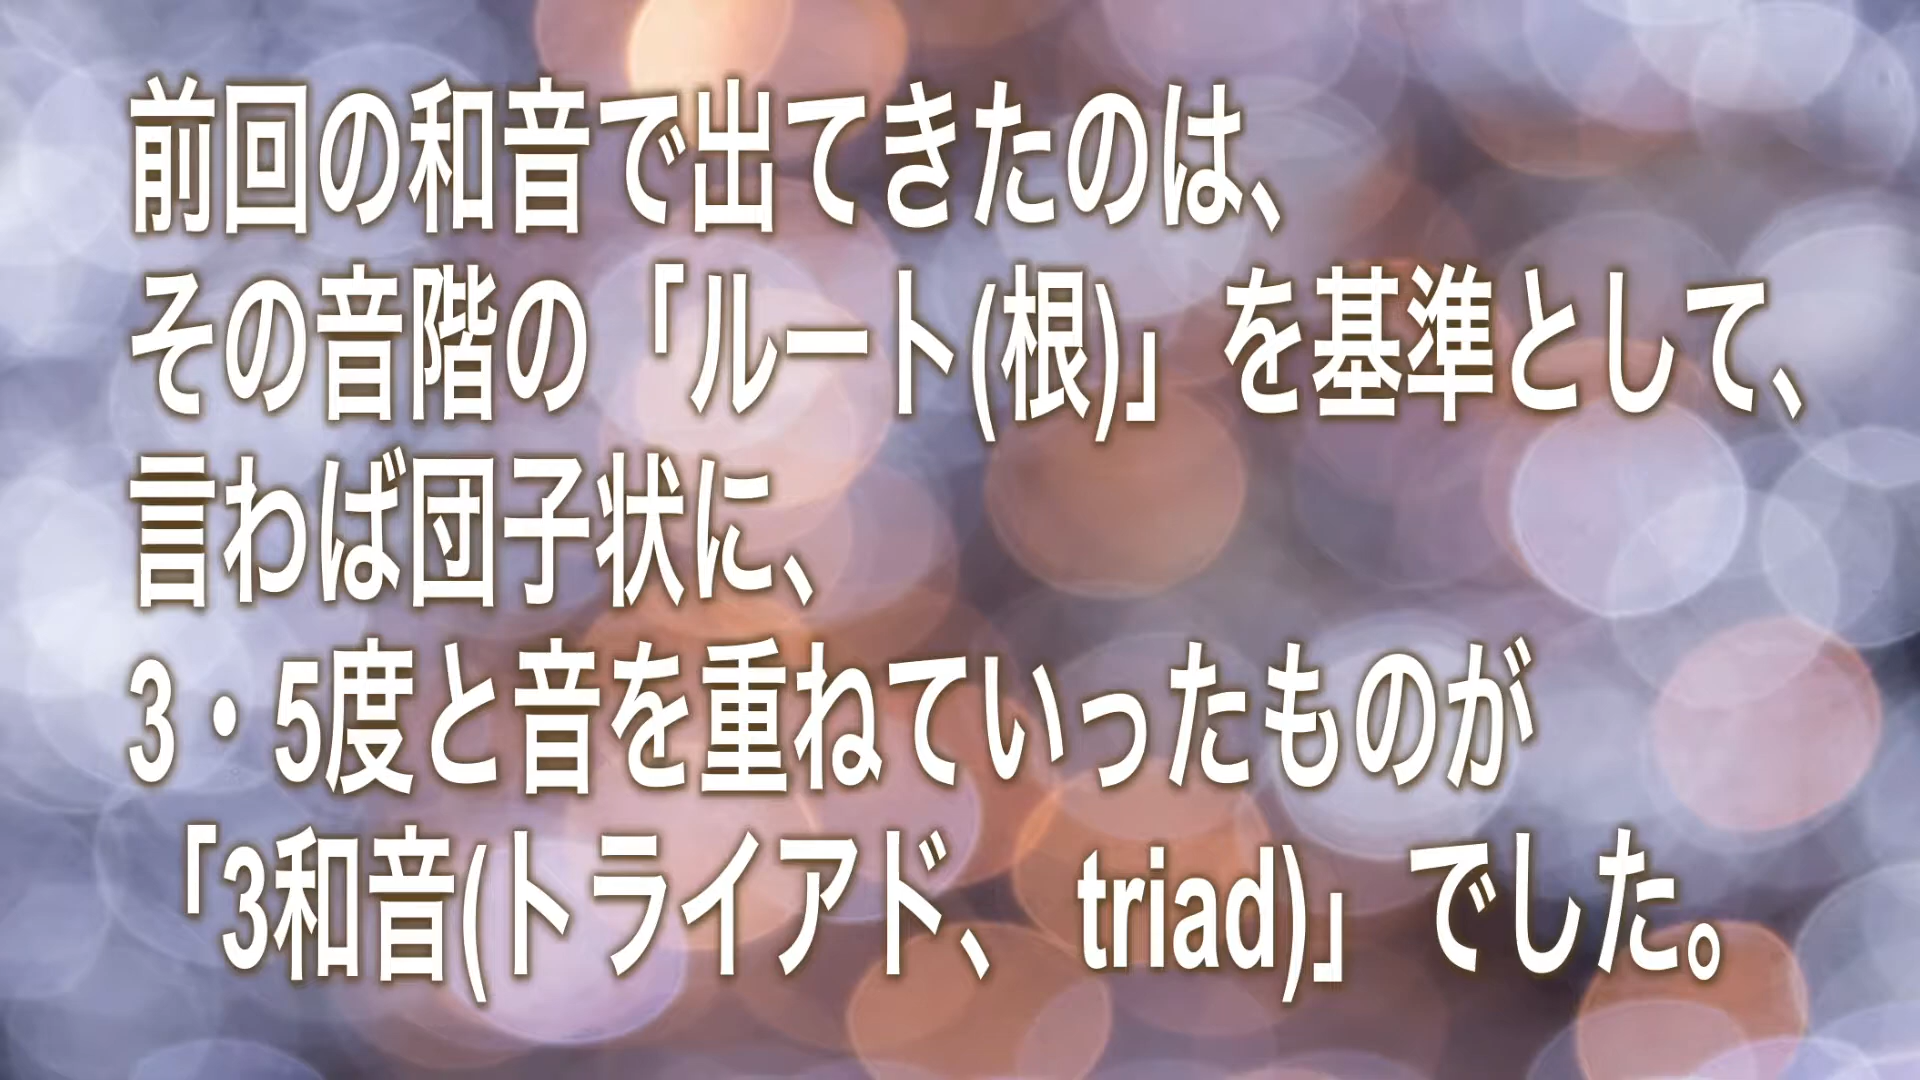 前回の和音で出てきたのは、
その音階の「ルート(根)」を基準として、
言わば団子状に、
3・5度と音を重ねていったものが
「3和音(トライアド、 triad)」でした。